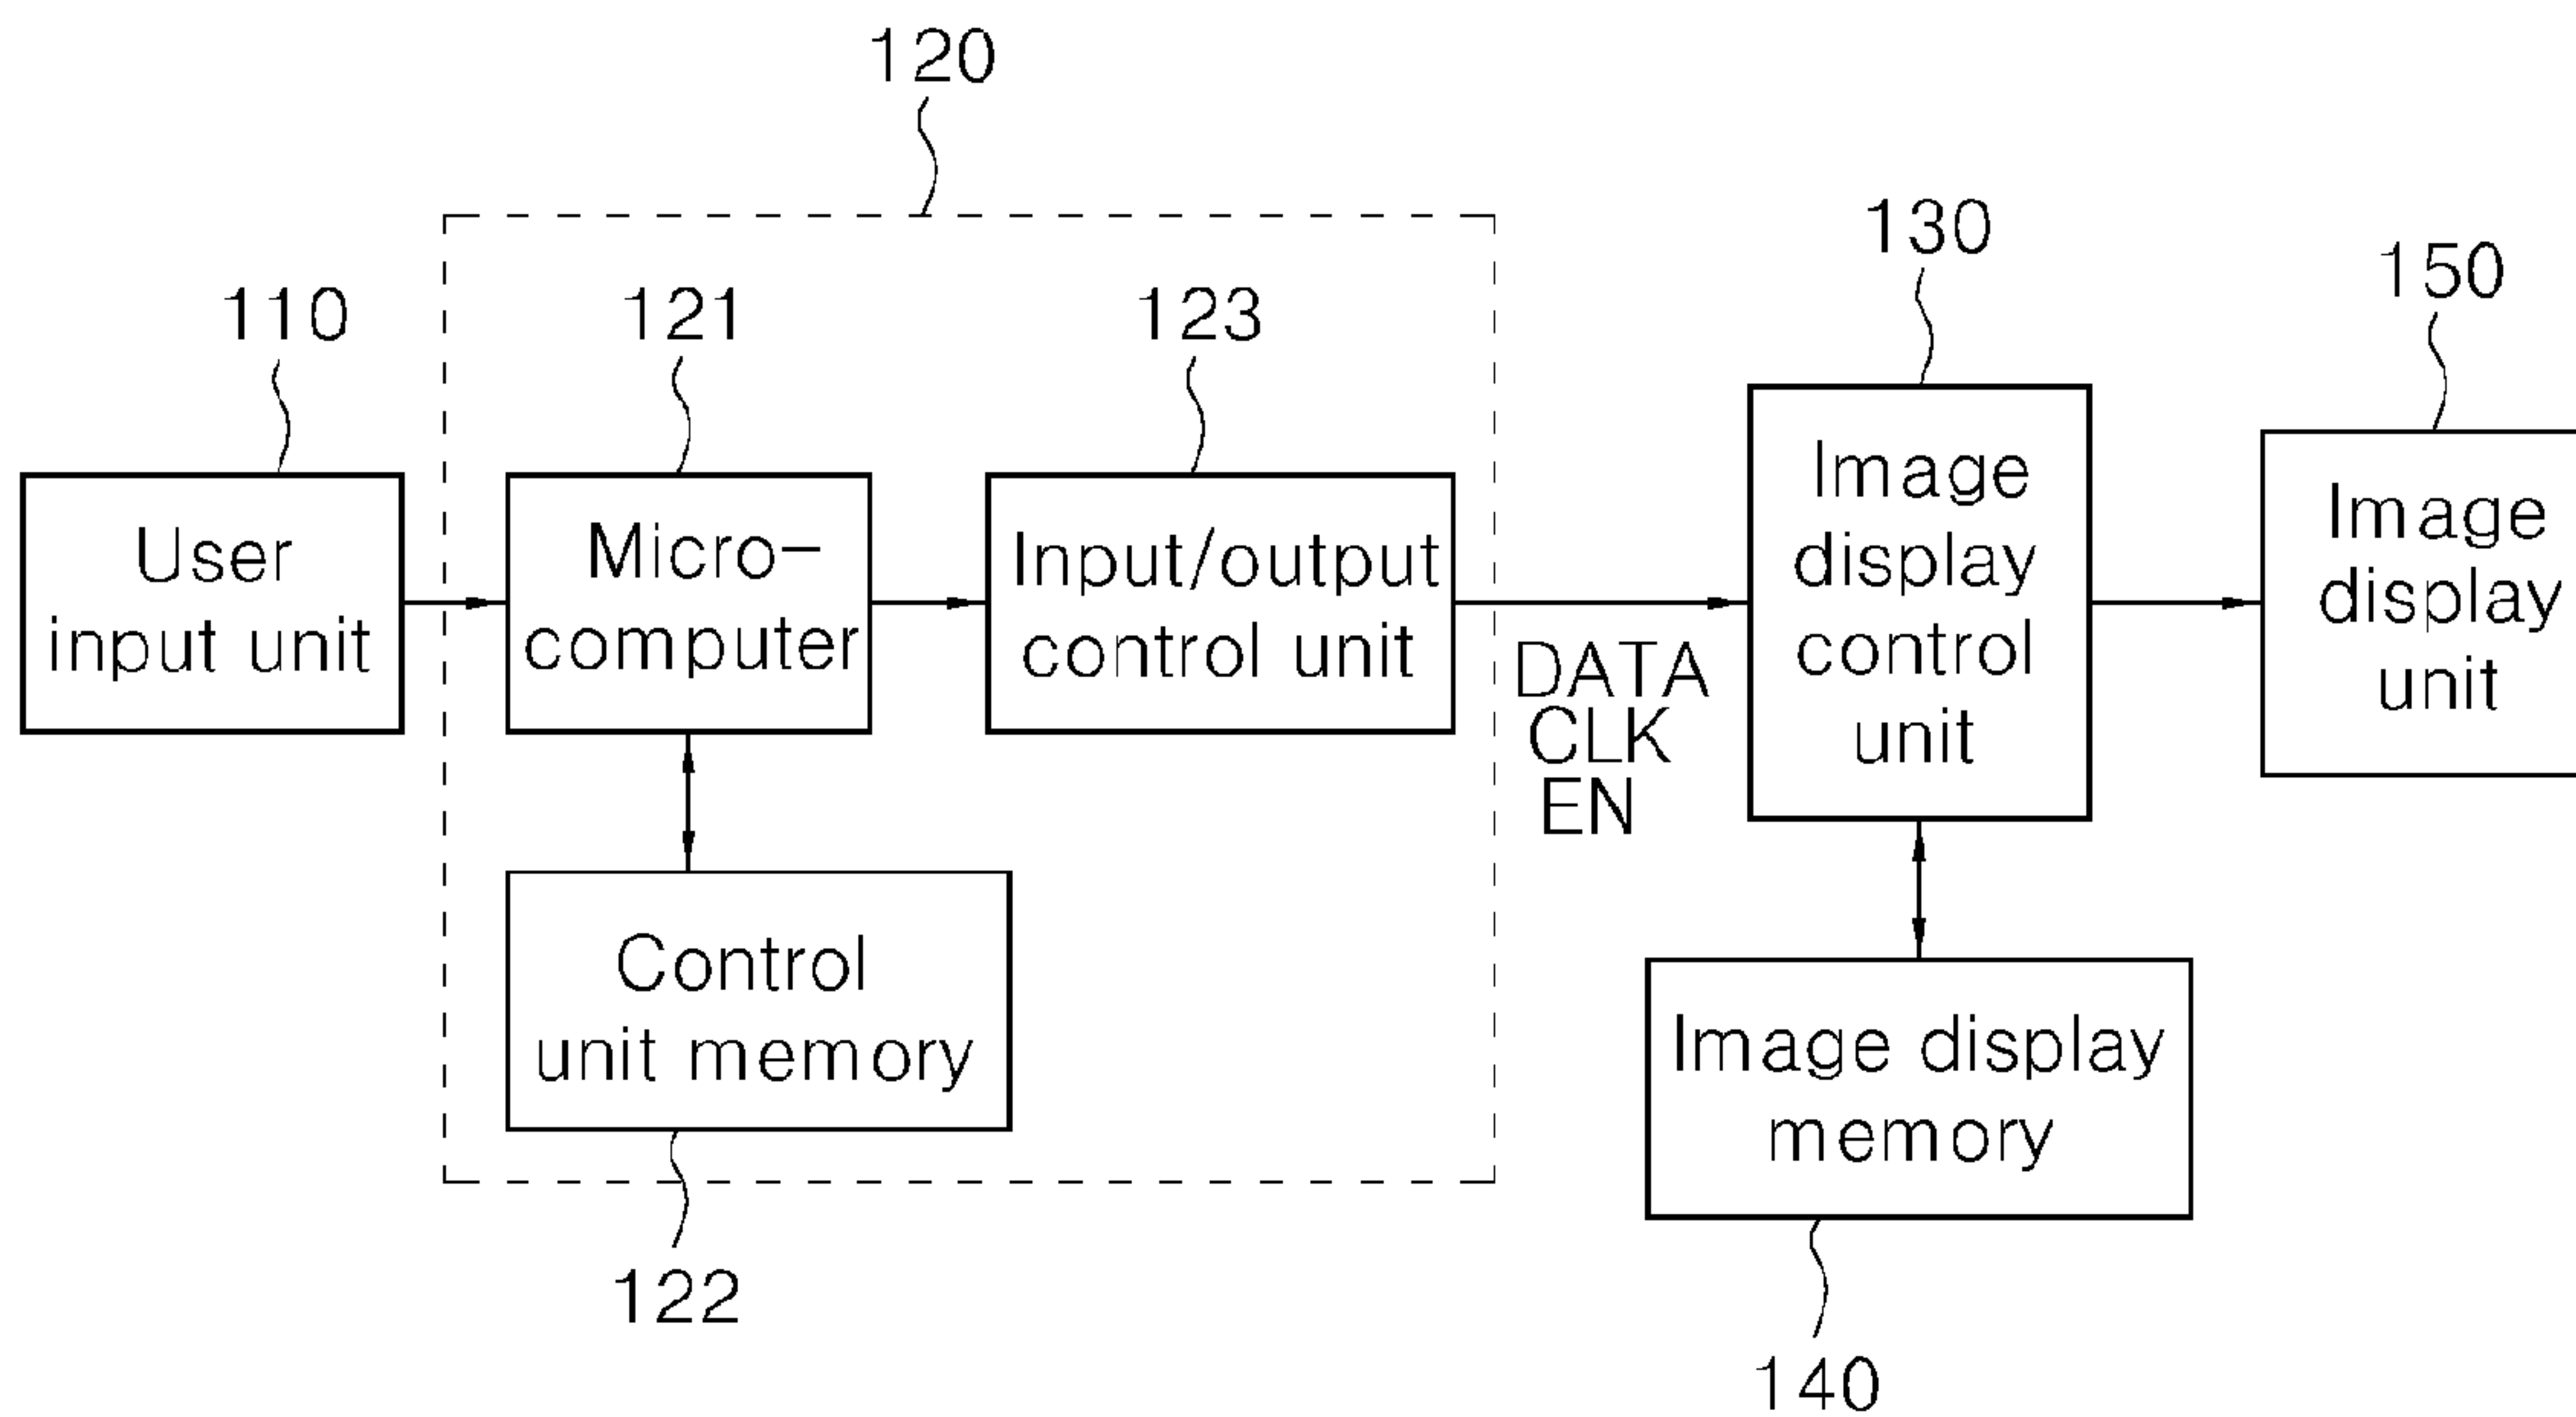 120
130
150
110
121
123
User
input unit
Micro-
computer
Input/output
control unit
DATA
CLK
EN
Image
display
control
unit
Image
display
unit
Control
unit memory
Image display
memory
122
140